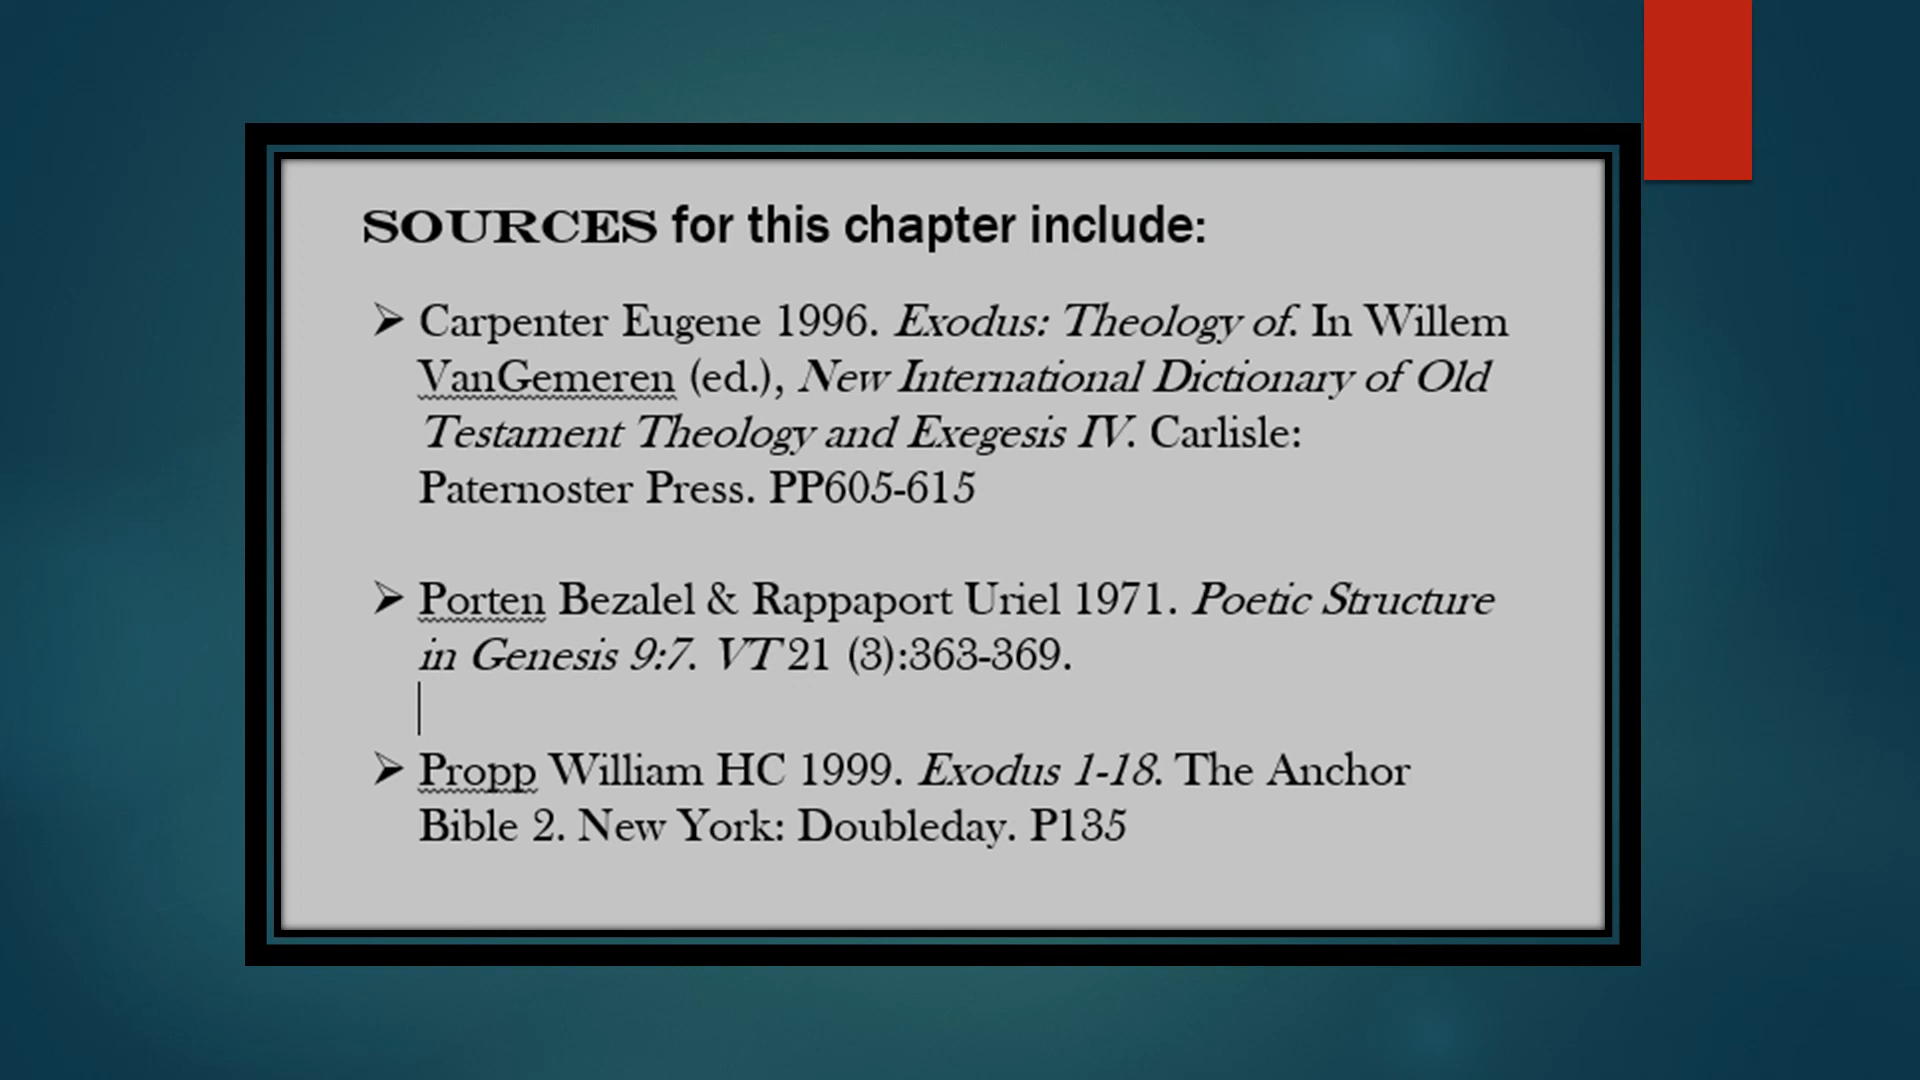 SOURCES for this chapter include:
➢ Carpenter Eugene 1996. Exodus: Theology of. In Willem
VanGemeren (ed.), New International Dictionary of Old
Testament Theology and Exegesis IV. Carlisle:
Paternoster Press. PP605-615
➢ Porten Bezalel & Rappaport Uriel 1971. Poetic Structure
in Genesis 9:7. VT 21 (3):363-369.
➢ Propp William HC 1999. Exodus 1-18. The Anchor
Bible 2. New York: Doubleday. P135